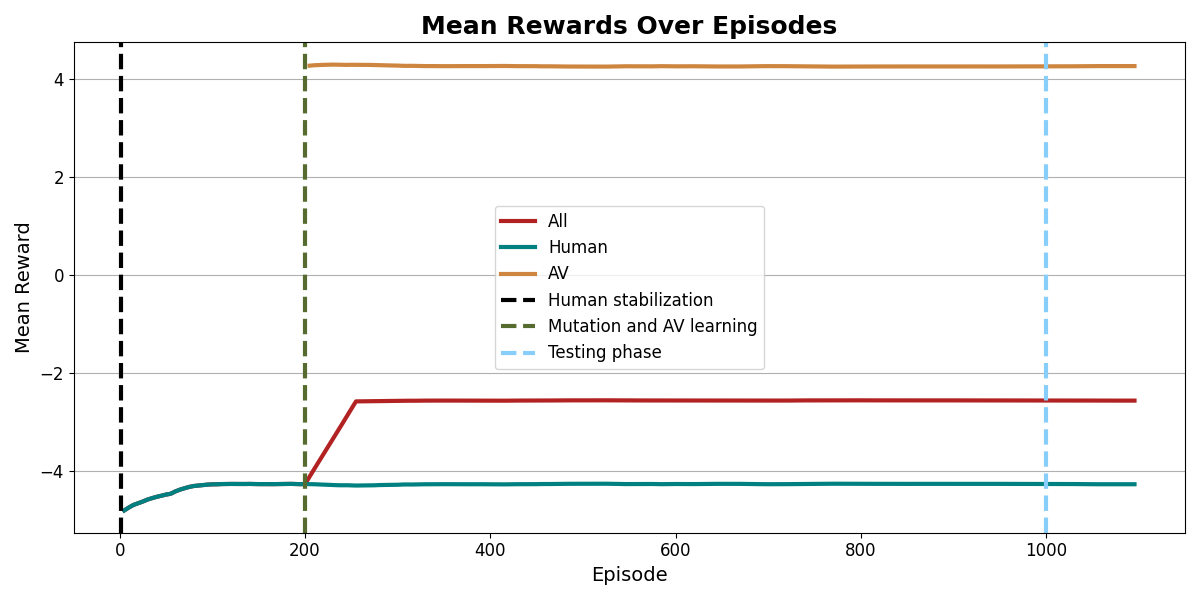 Mean Rewards Over Episodes
Mean Reward
4
2
0
−2
−4
All
Human
AV
Human stabilization
Mutation and AV learning
Testing phase
0 200 400 600 800 1000
Episode